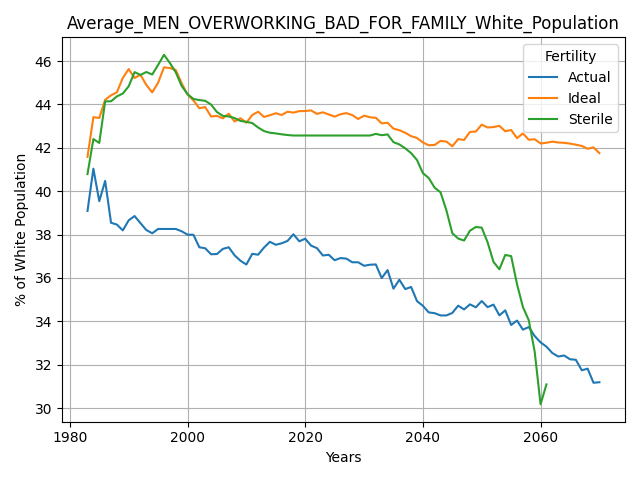 Average_MEN_OVERWORKING_BAD_FOR_FAMILY_White_Population
Fertility
Actual
Ideal
Sterile
% of White Population
46
44
42
40
38
36
34
32
30
1980
2000
2020
2040
2060
Years